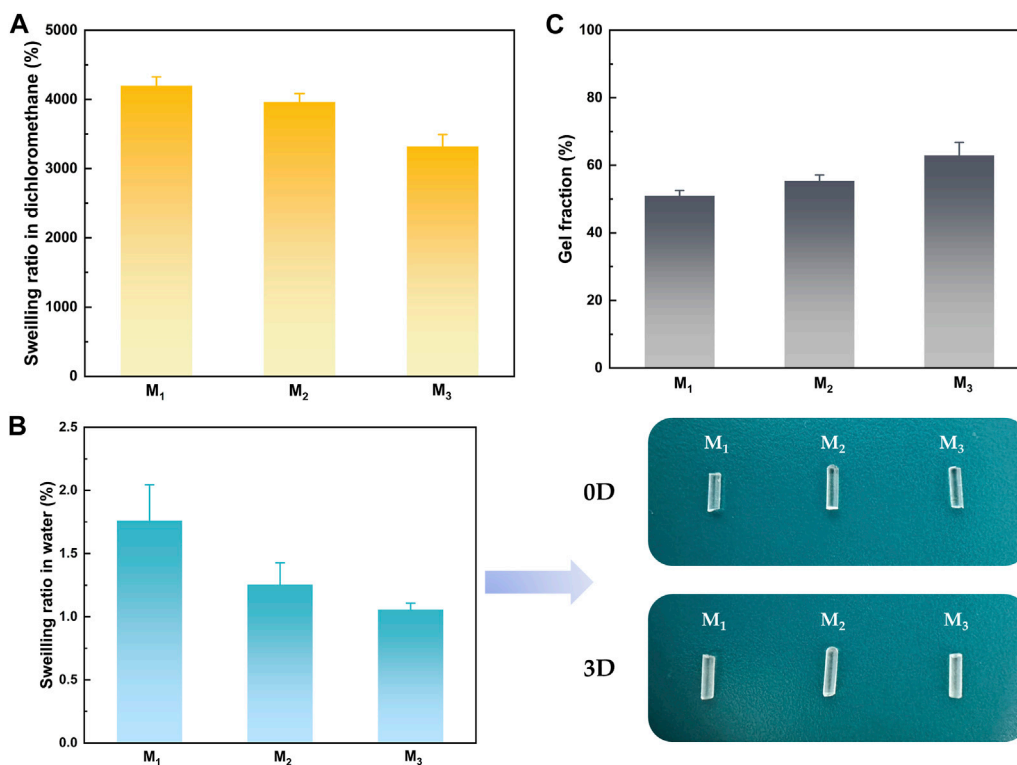 A
Sweilling ratio in dichloromethane (%)
5000
4000
3000
2000
1000
0
M₁
M₂
M₃
C
Gel fraction (%)
100
80
60
40
20
0
M₁
M₂
M₃
B
Sweilling ratio in water (%)
2.5
2.0
1.5
1.0
0.5
0.0
M₁
M₂
M₃
0D
M₁
M₂
M₃
3D
M₁
M₂
M₃